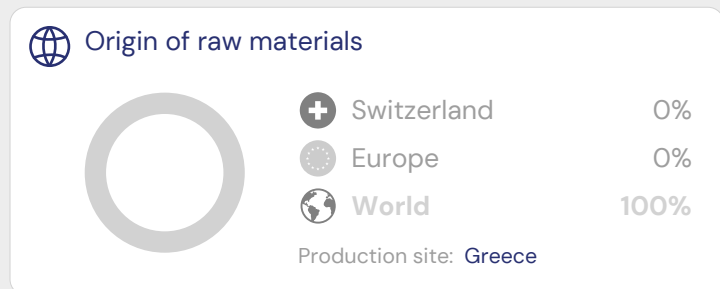 Origin of raw materials
Switzerland 0%
Europe 0%
World 100%
Production site: Greece